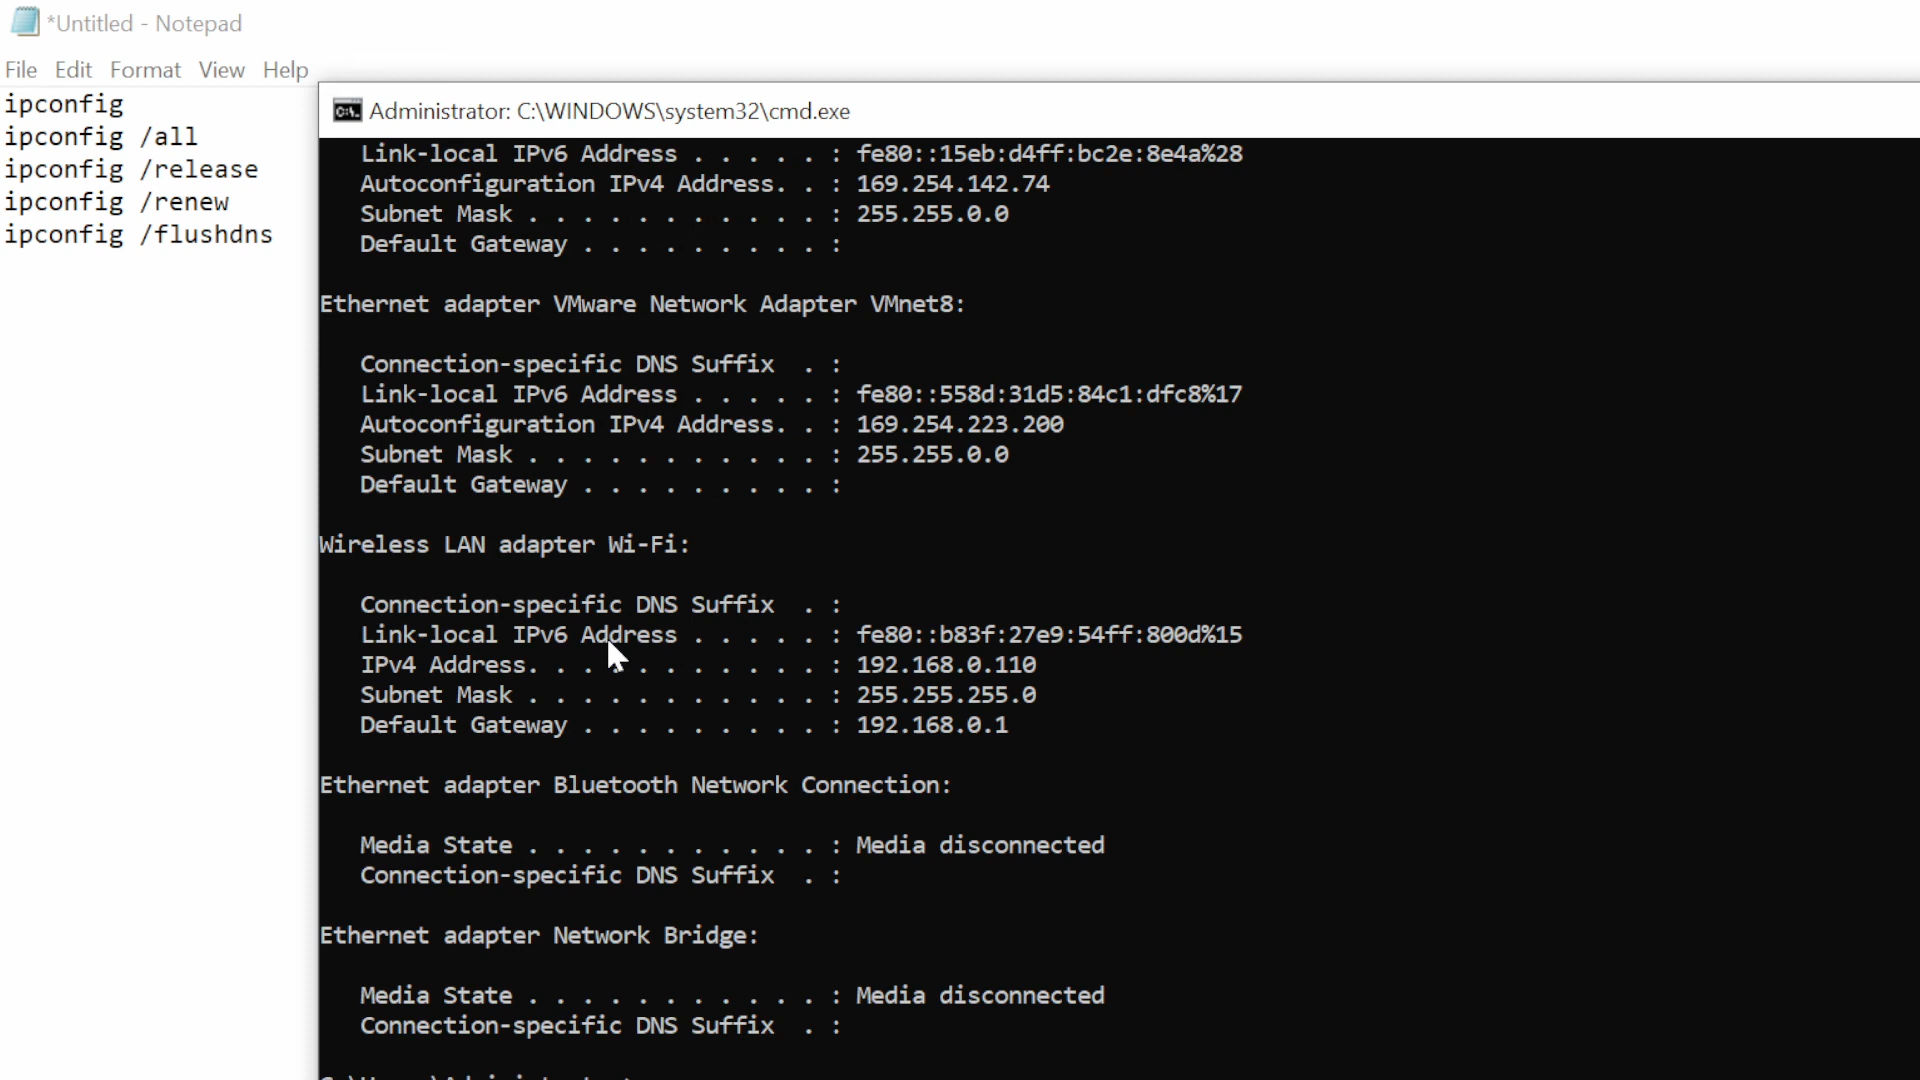 *Untitled - Notepad
File Edit Format View Help
ipconfig
ipconfig /all
ipconfig /release
ipconfig /renew
ipconfig /flushdns
Administrator: C:\WINDOWS\system32\cmd.exe
Link-local IPv6 Address . . . . . : fe80::15eb:d4ff:bc2e:8e4a%28
Autoconfiguration IPv4 Address. . : 169.254.142.74
Subnet Mask . . . . . . . . . . . : 255.255.0.0
Default Gateway . . . . . . . . . :
Ethernet adapter VMware Network Adapter VMnet8:
Connection-specific DNS Suffix  . :
Link-local IPv6 Address . . . . . : fe80::558d:31d5:84c1:dfc8%17
Autoconfiguration IPv4 Address. . : 169.254.223.200
Subnet Mask . . . . . . . . . . . : 255.255.0.0
Default Gateway . . . . . . . . . :
Wireless LAN adapter Wi-Fi:
Connection-specific DNS Suffix  . :
Link-local IPv6 Address . . . . . : fe80::b83f:27e9:54ff:800d%15
IPv4 Address. . . . . . . . . . . : 192.168.0.110
Subnet Mask . . . . . . . . . . . : 255.255.255.0
Default Gateway . . . . . . . . . : 192.168.0.1
Ethernet adapter Bluetooth Network Connection:
Media State . . . . . . . . . . . : Media disconnected
Connection-specific DNS Suffix  . :
Ethernet adapter Network Bridge:
Media State . . . . . . . . . . . : Media disconnected
Connection-specific DNS Suffix  . :